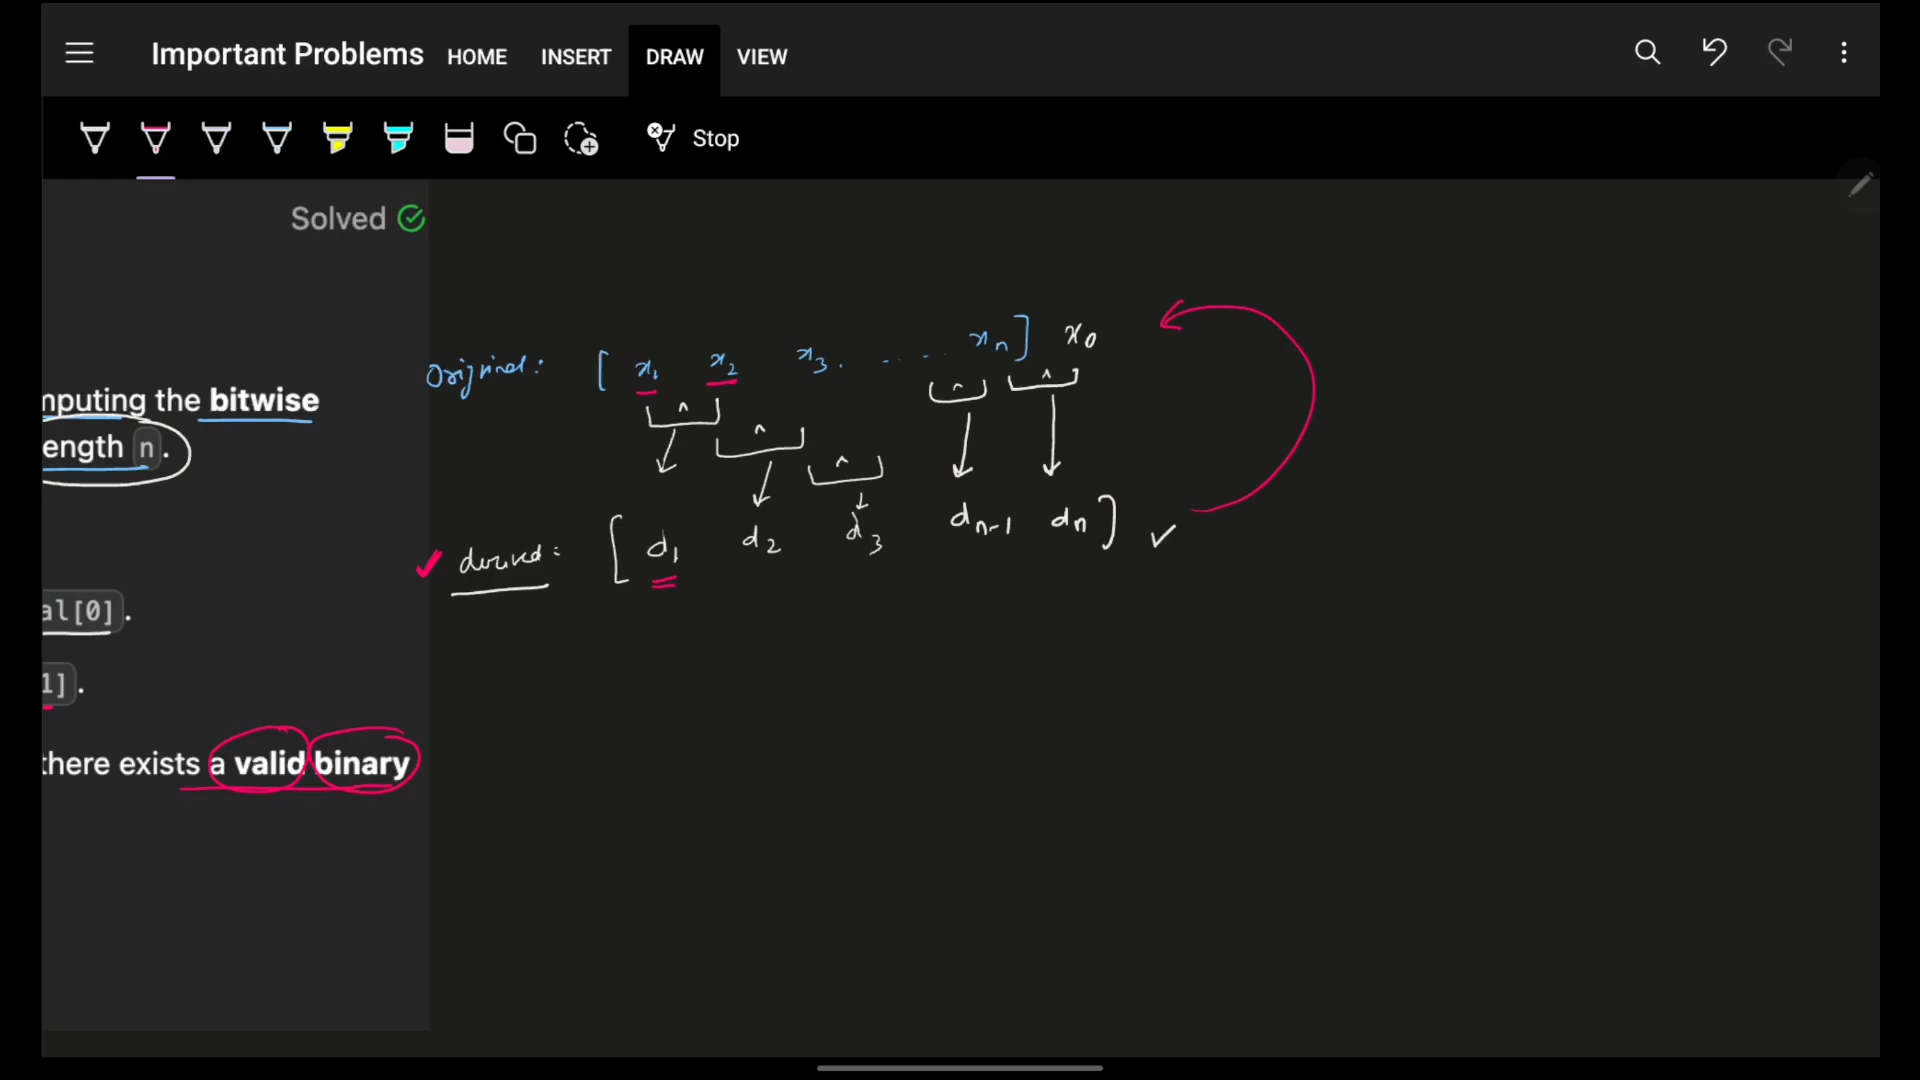 Important Problems HOME INSERT DRAW VIEW
Stop
Solved
mputing the bitwise
ength n.
al[0].
1].
there exists a valid binary
Original: [ x1 x2 x3. ..... xn] x0
^ ^ ^ ^ ^
derived: [ d1 d2 d3 dn-1 dn]